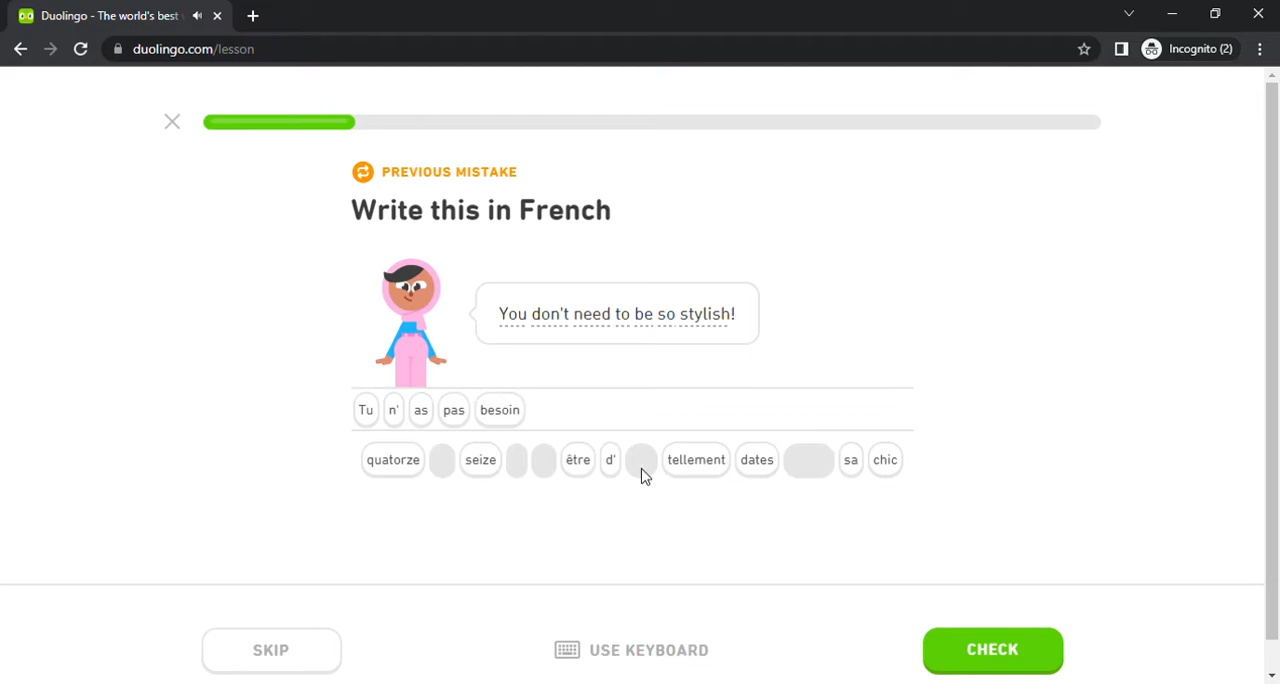 Duolingo - The world's best
duolingo.com/lesson
Incognito (2)
PREVIOUS MISTAKE
Write this in French
You don't need to be so stylish!
Tu n' as pas besoin
quatorze seize être d' tellement dates sa chic
SKIP
USE KEYBOARD
CHECK